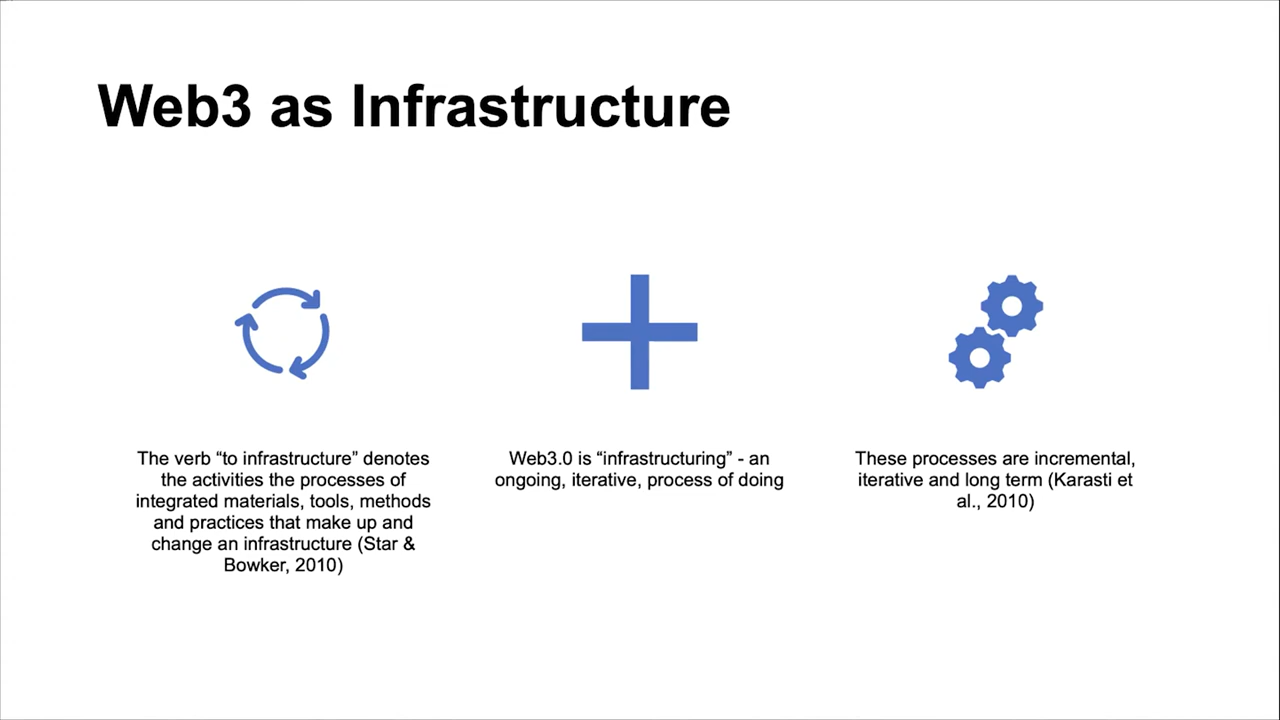 Web3 as Infrastructure
The verb “to infrastructure” denotes
the activities the processes of
integrated materials, tools, methods
and practices that make up and
change an infrastructure (Star &
Bowker, 2010)
Web3.0 is “infrastructuring” - an
ongoing, iterative, process of doing
These processes are incremental,
iterative and long term (Karasti et
al., 2010)